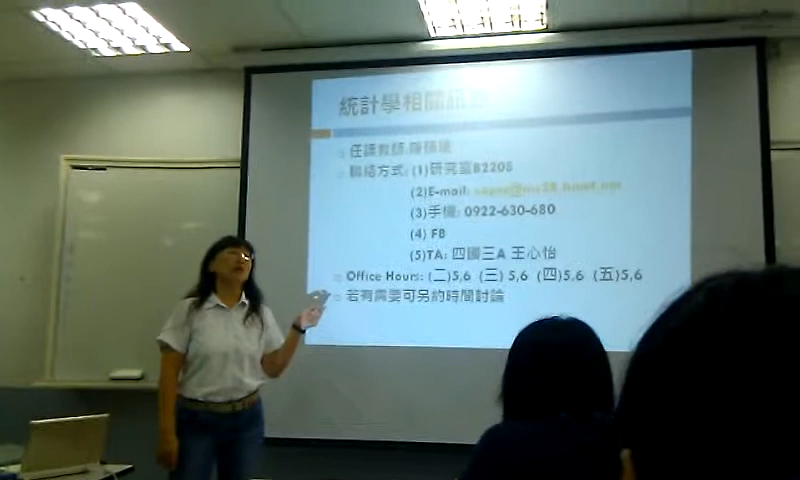 統計學相關訊
任課教師:陳
聯結方式: (1)研究室B2205
(2)E-mail:
(3)手機: 0922-630-680
(4) FB
(5)TA: 四國三A 王心怡
Office Hours: (二)5,6 (三) 5,6 (四)5.6 (五)5,6
若有需要可另約時間討論